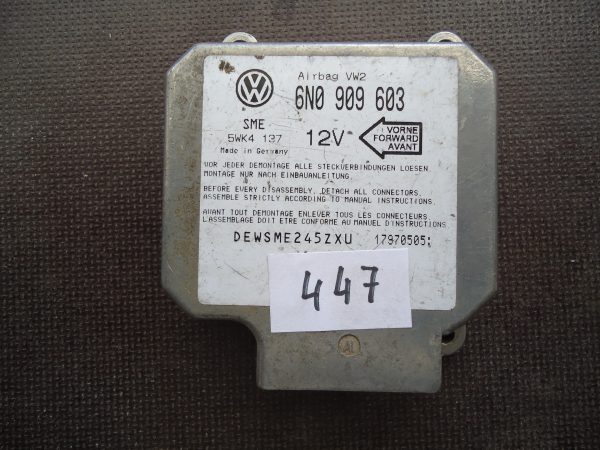 Airbag VW2
6N0 909 603
SME
5WK4 137
Made in Germany
12V
VORNE
FORWARD
AVANT
VOR JEDER DEMONTAGE ALLE STECKVERBINDUNGEN LOESEN,
MONTAGE NUR NACH EINBAUANLEITUNG.
BEFORE EVERY DISASSEMBLY, DETACH ALL CONNECTORS,
ASSEMBLE STRICTLY ACCORDING TO MANUAL INSTRUCTIONS.
AVANT TOUT DEMONTAGE ENLEVER TOUS LES CONNECTEURS,
L'ASSEMBLAGE DOIT ETRE CONFORME AU MANUEL D'INSTRUCTIONS
DEWSME245ZXU 17970505;
447
Al